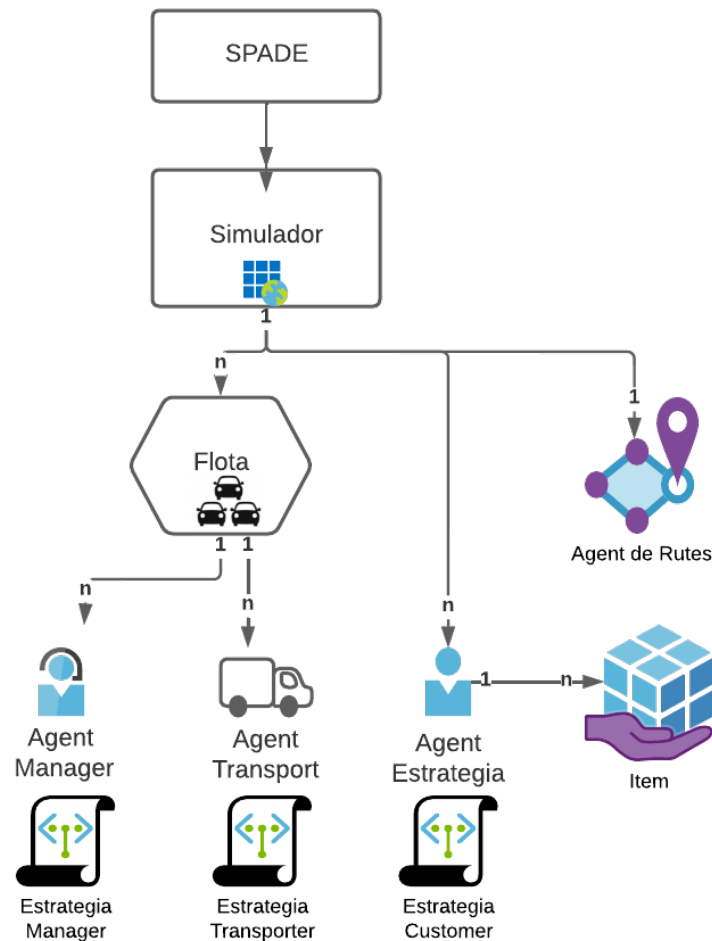 SPADE
Simulador
1
n
1
Flota
Agent de Rutes
1
1
n
n
n
1
n
Agent
Manager
Agent
Transport
Agent
Estrategia
Item
Estrategia
Manager
Estrategia
Transporter
Estrategia
Customer